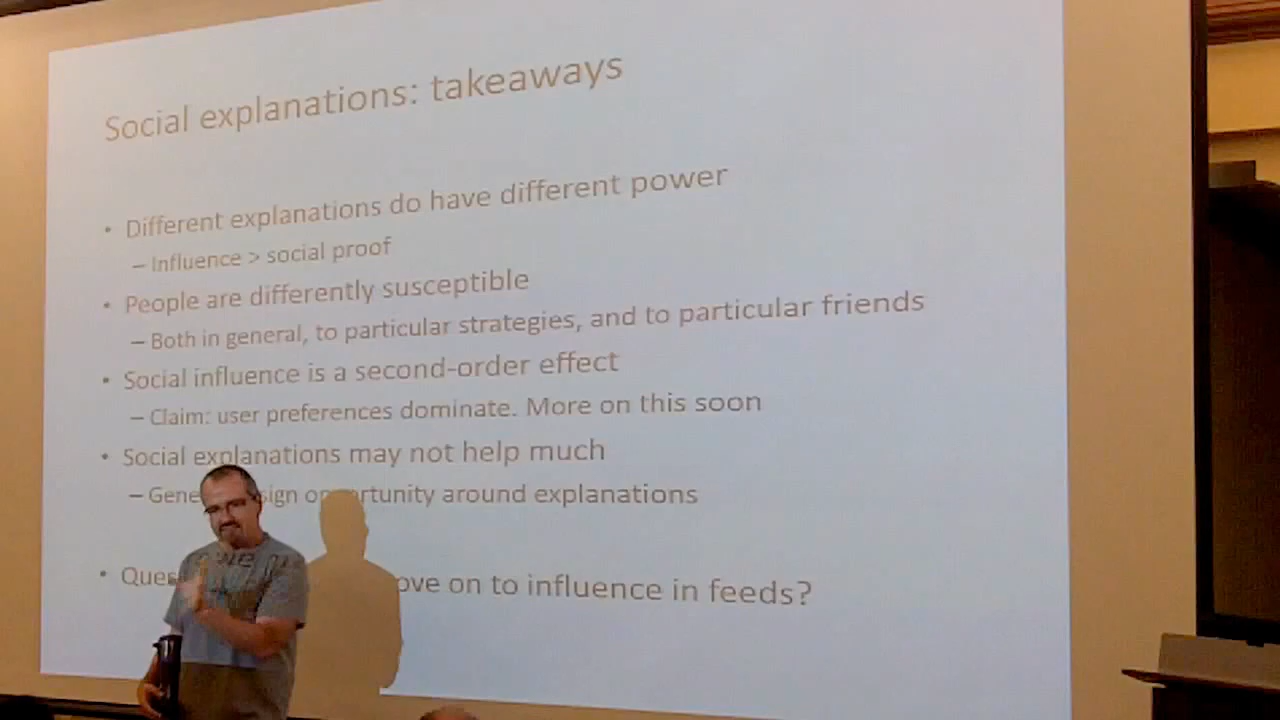 Social explanations: takeaways
• Different explanations do have different power
– Influence > social proof
• People are differently susceptible
– Both in general, to particular strategies, and to particular friends
• Social influence is a second-order effect
– Claim: user preferences dominate. More on this soon
• Social explanations may not help much
– Gene sign op rtunity around explanations
• Ques ove on to influence in feeds?